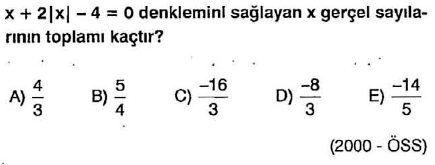 x + 2|x| – 4 = 0 denklemini sağlayan x gerçel sayıla-
rının toplamı kaçtır?
A) 4/3 B) 5/4 C) –16/3 D) –8/3 E) –14/5
(2000 - ÖSS)